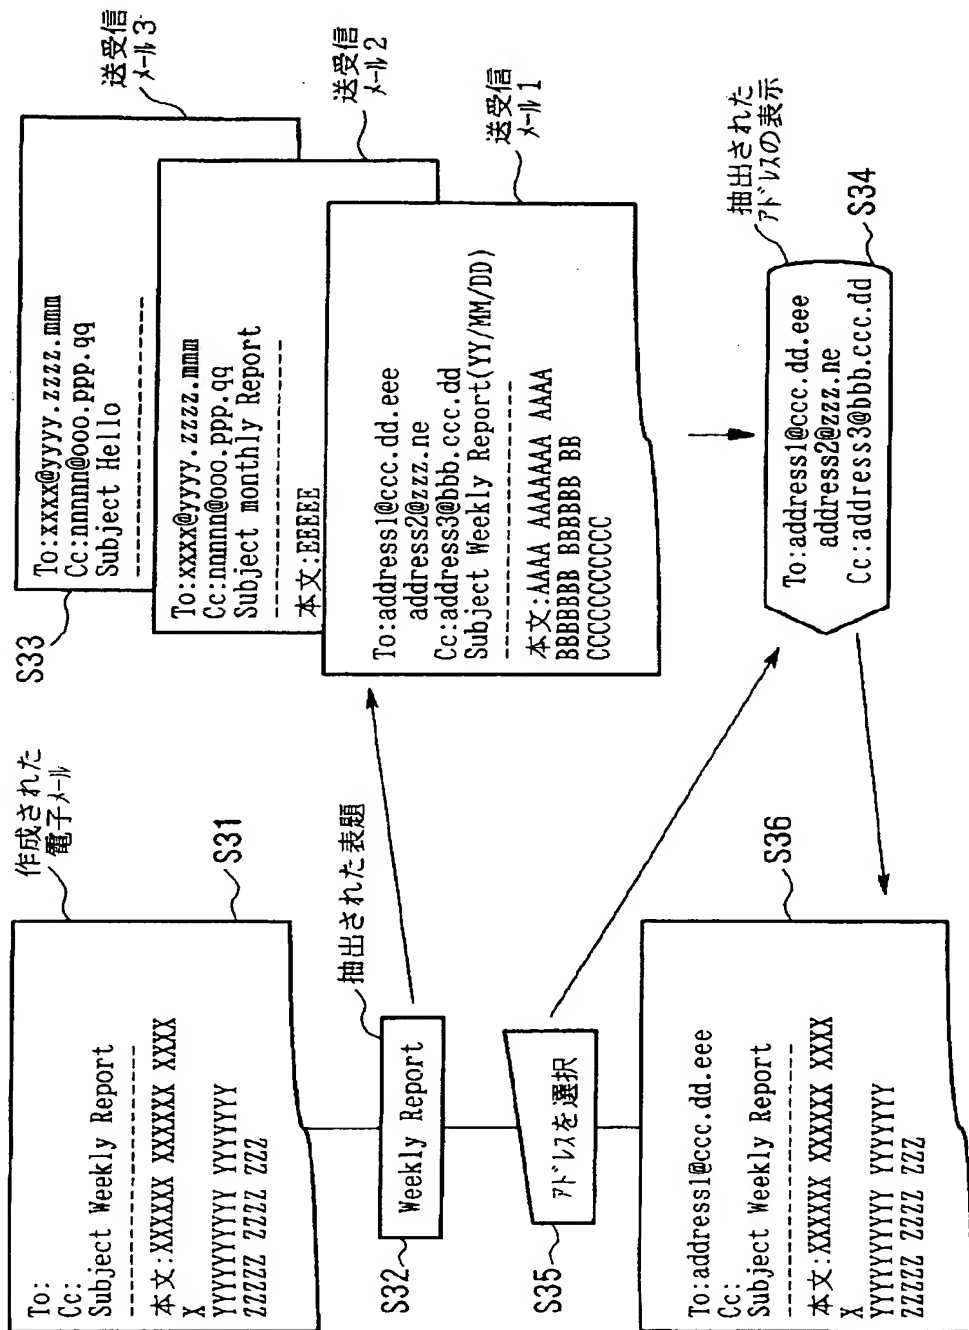 作成された
電子メール
To:
Cc:
Subject Weekly Report
本文:XXXXXX XXXXXX XXXX
X
YYYYYYYYYY YYYYYYY
ZZZZZ ZZZZ ZZZ
S31
抽出された表題
Weekly Report
S32
S33
送受信
メール3
To:xxxx@yyyy.zzzz.mmm
Cc:nnnnn@ooo.ppp.qq
Subject Hello
送受信
メール2
To:xxxx@yyyy.zzzz.mmm
Cc:nnnnn@ooo.ppp.qq
Subject monthly Report
本文:EEEEEE
送受信
メール1
To:address1@ccc.dd.eee
address2@zzz.ne
Cc:address3@bbb.ccc.dd
Subject Weekly Report(YY/MM/DD)
本文:AAAA AAAAAAA AAAA
BBBBBBB BBBBBB BB
CCCCCCCCCCCC
抽出された
アドレスの表示
S34
To:address1@ccc.dd.eee
address2@zzz.ne
Cc:address3@bbb.ccc.dd
アドレスを選択
S35
S36
To:address1@ccc.dd.eee
Cc:
Subject Weekly Report
本文:XXXXXX XXXXXX XXXX
X
YYYYYYYYYY YYYYYYY
ZZZZZ ZZZZ ZZZ